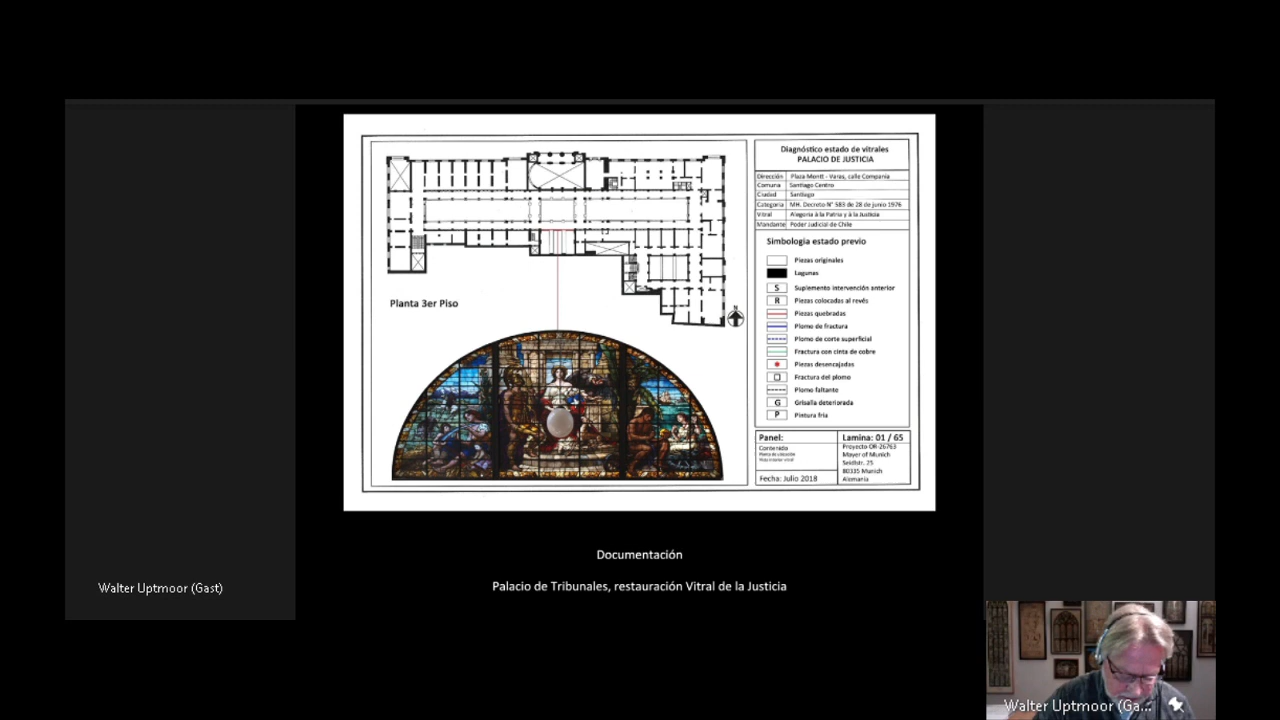 Diagnóstico estado de vitrales
PALACIO DE JUSTICIA
Dirección Plaza Montt - Varas, calle Compañía
Comuna Santiago Centro
Ciudad Santiago
Categoría MH. Decreto N° 583 de 28 de junio 1976
Vitral Alegoría à la Patria y à la Justicia
Mandante Poder Judicial de Chile
Simbologia estado previo
Piezas originales
Lagunas
S Suplemento intervención anterior
R Piezas colocadas al revés
Piezas quebradas
Plomo de fractura
Plomo de corte superficial
Fractura con cinta de cobre
Piezas desencajadas
Fractura del plomo
Plomo faltante
G Grisalla deteriorada
P Pintura fría
Planta 3er Piso
N
Panel:
Contenido
Lamina: 01 / 65
Proyecto OR-26763
Mayer of Munich
Seidlstr. 25
80335 Munich
Alemania
Fecha: Julio 2018
Documentación
Palacio de Tribunales, restauración Vitral de la Justicia
Walter Uptmoor (Gast)
Walter Uptmoor (Ga...